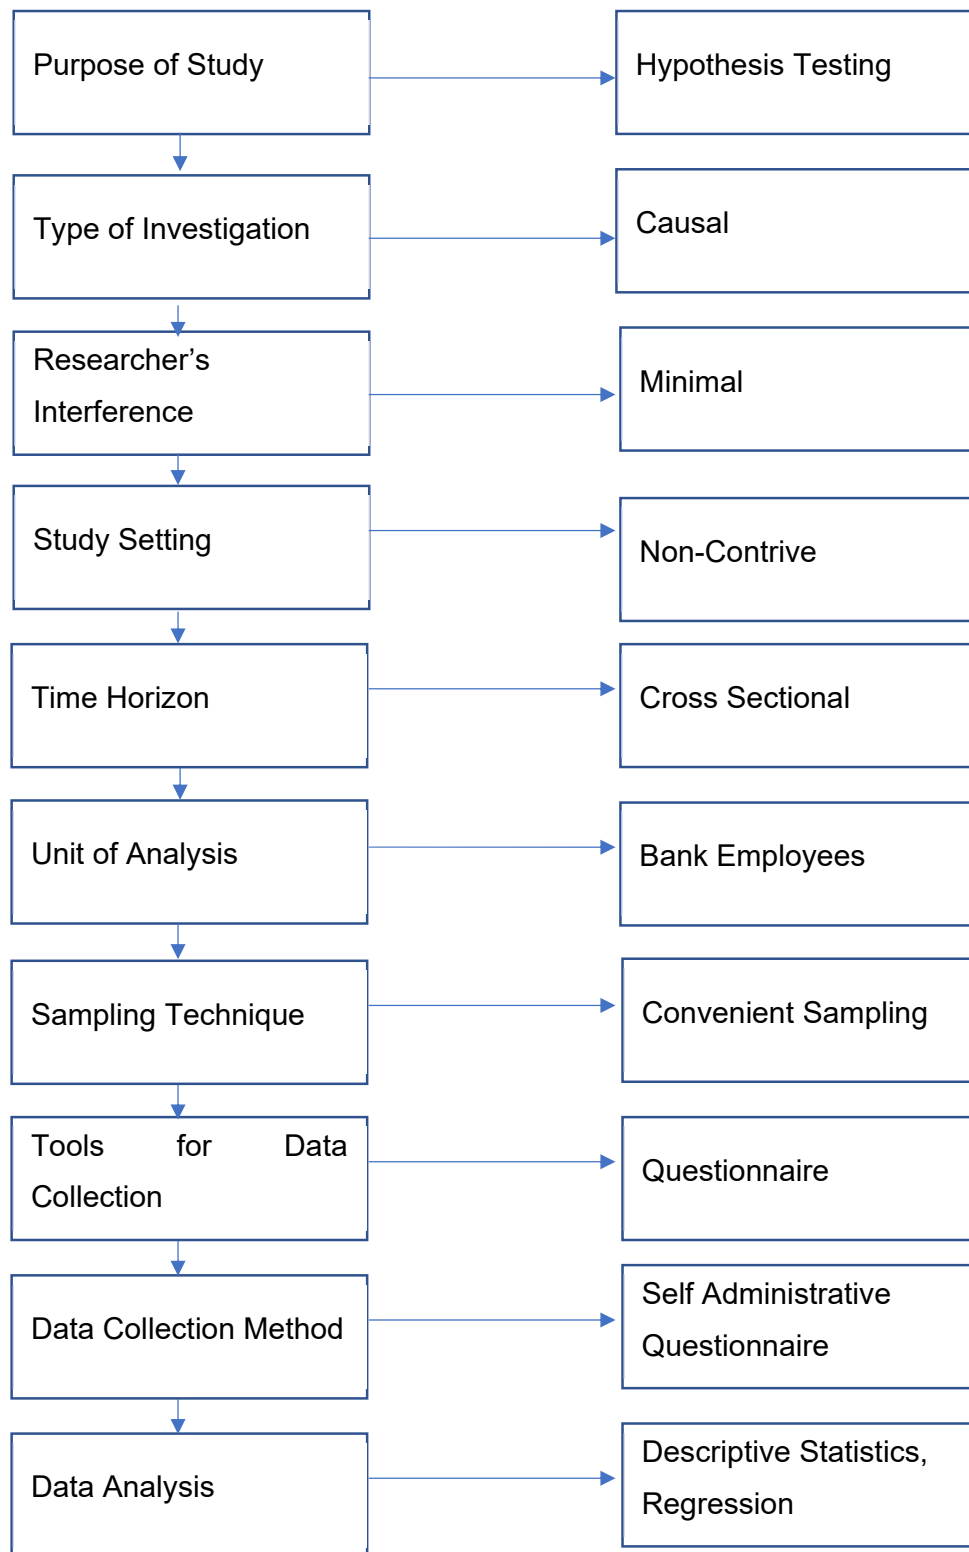 Purpose of Study
Hypothesis Testing
Type of Investigation
Causal
Researcher’s
Interference
Minimal
Study Setting
Non-Contrive
Time Horizon
Cross Sectional
Unit of Analysis
Bank Employees
Sampling Technique
Convenient Sampling
Tools for Data
Collection
Questionnaire
Data Collection Method
Self Administrative
Questionnaire
Data Analysis
Descriptive Statistics,
Regression